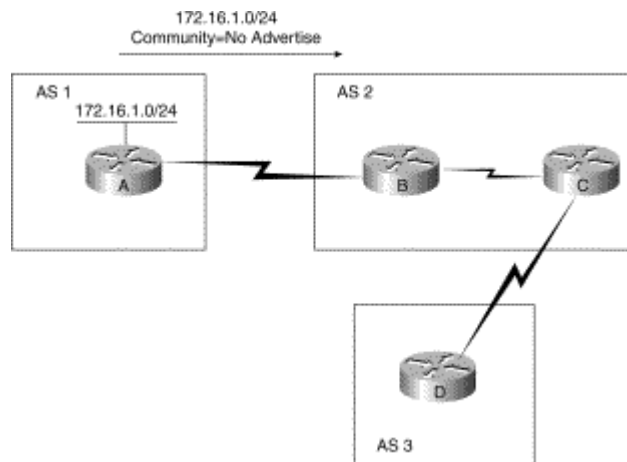 172.16.1.0/24
Community=No Advertise
AS 1
172.16.1.0/24
A
AS 2
B
C
D
AS 3